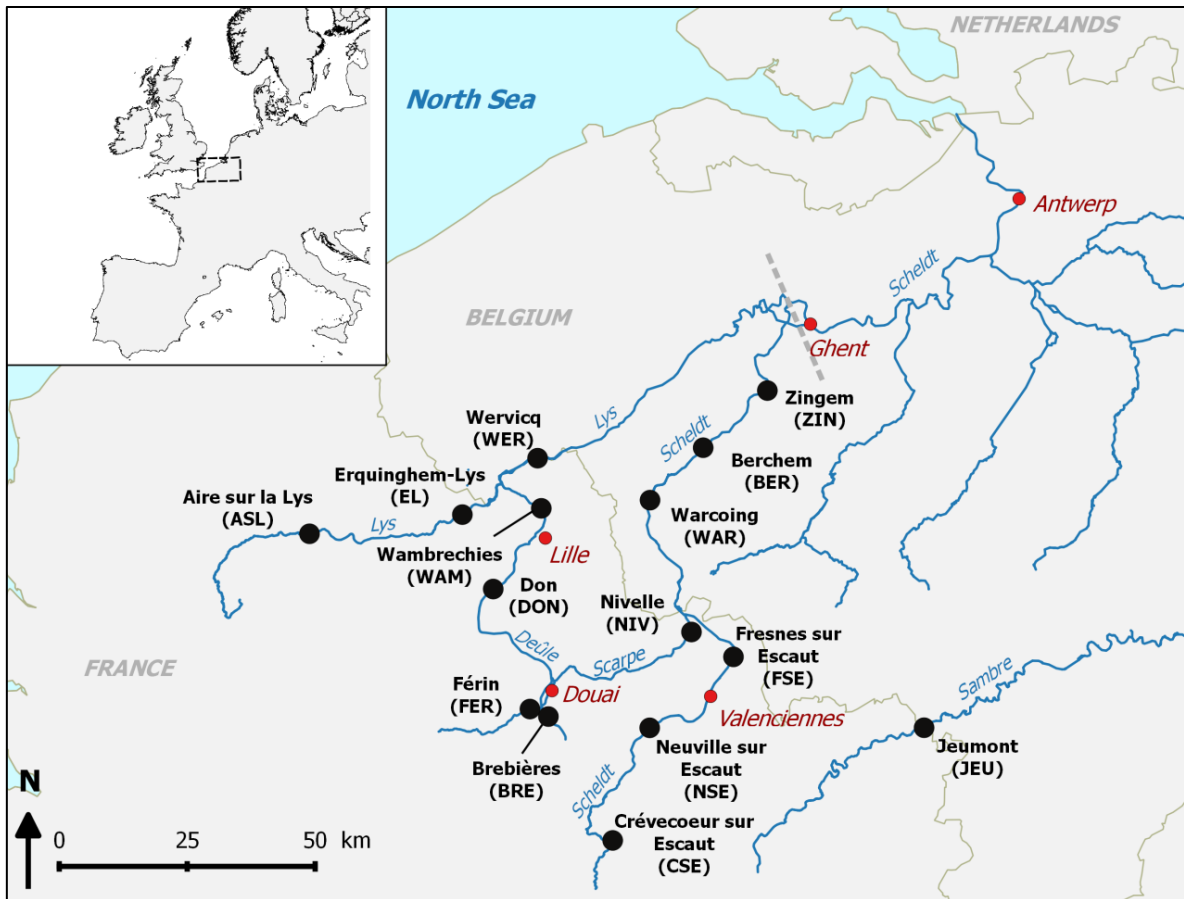 NETHERLANDS
North Sea
Antwerp
Scheldt
BELGIUM
Ghent
Zingem
(ZIN)
Wervicq
(WER)
Lys
Scheldt
Berchem
(BER)
Erquinghem-Lys
(EL)
Aire sur la Lys
(ASL)
Lys
Warcoing
(WAR)
Wambrechies
(WAM)
Lille
Don
(DON)
Nivelle
(NIV)
Fresnes sur
Escaut
(FSE)
Deûle
Scarpe
FRANCE
Sambre
Férin
(FER)
Douai
Valenciennes
Neuville sur
Escaut
(NSE)
Jeumont
(JEU)
Brebières
(BRE)
Scheldt
Crévecoeur sur
Escaut
(CSE)
N
0 25 50 km